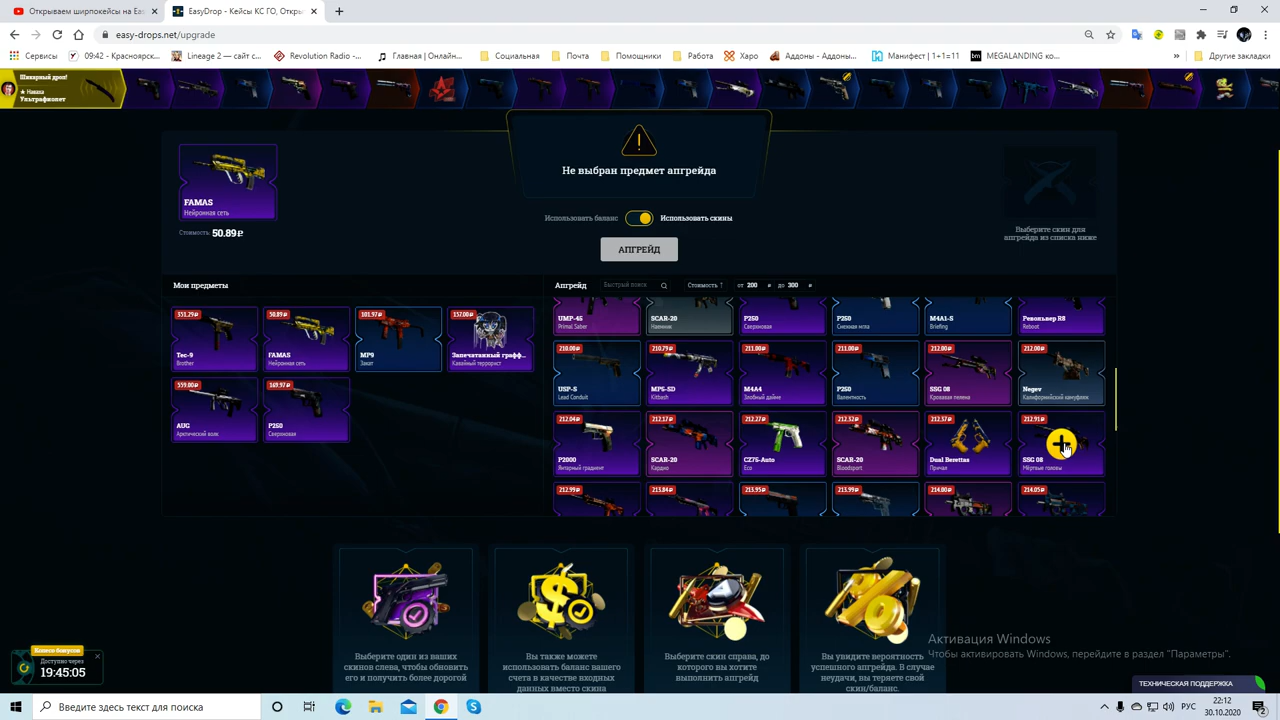 Опускаем Кейсы на Easy
EasyDrop - Кейсы КС ГО, Откры
easy-drops.net/upgrade
Сервисы
09:42 - Красноярск...
Lineage 2 — сайт с...
Revolution Radio -...
Главная | Онлайн...
Социальная
Почта
Помощники
Работа
Харо
Аддоны - Аддоны...
Манифест | 1+1=11
MEGALANDING ко...
»
Другие закладки
Шикарный дроп!
★ Наваха
Ультрафиолет
!
Не выбран предмет апгрейда
FAMAS
Нейронная сеть
Стоимость: 50.89₽
Использовать баланс
Использовать скины
АПГРЕЙД
Выберите скин для
апгрейда из списка ниже
Мои предметы
Апгрейд
Быстрый поиск
Стоимость ↑
от 200 ₽ до 300 ₽
351.29₽
Tec-9
Brother
50.89₽
FAMAS
Нейронная сеть
101.97₽
MP9
Закат
157.00₽
Запечатанный графф...
Кавайный террорист
559.00₽
AUG
Арктический волк
169.97₽
P250
Сверхновая
UMP-45
Primal Saber
SCAR-20
Наемник
P250
Сверхновая
P250
Снежная мгла
M4A1-S
Briefing
Револьвер R8
Reboot
210.00₽
USP-S
Lead Conduit
210.79₽
MP5-SD
Kitbash
211.00₽
M4A4
Злобный дайме
211.00₽
P250
Валентность
212.00₽
SSG 08
Кровавая пелена
212.00₽
Negev
Калифорнийский камуфляж
212.04₽
P2000
Янтарный градиент
212.17₽
SCAR-20
Кардио
212.27₽
CZ75-Auto
Eco
212.32₽
SCAR-20
Bloodsport
212.37₽
Dual Berettas
Причал
212.91₽
SSG 08
Мёртвые головы
212.99₽
213.84₽
213.95₽
213.99₽
214.00₽
214.05₽
Выберите один из ваших
скинов слева, чтобы обновить
его и получить более дорогой
Вы также можете
использовать баланс вашего
счета в качестве входных
данных вместо скина
Выберите скин справа, до
которого вы хотите
выполнить апгрейд
Вы увидите вероятность
успешного апгрейда. В случае
неудачи, вы теряете свой
скин/баланс.
Колесо бонусов
Доступно через
19:45:05
Активация Windows
Чтобы активировать Windows, перейдите в раздел "Параметры".
ТЕХНИЧЕСКАЯ ПОДДЕРЖКА
Введите здесь текст для поиска
РУС
22:12
30.10.2020
2